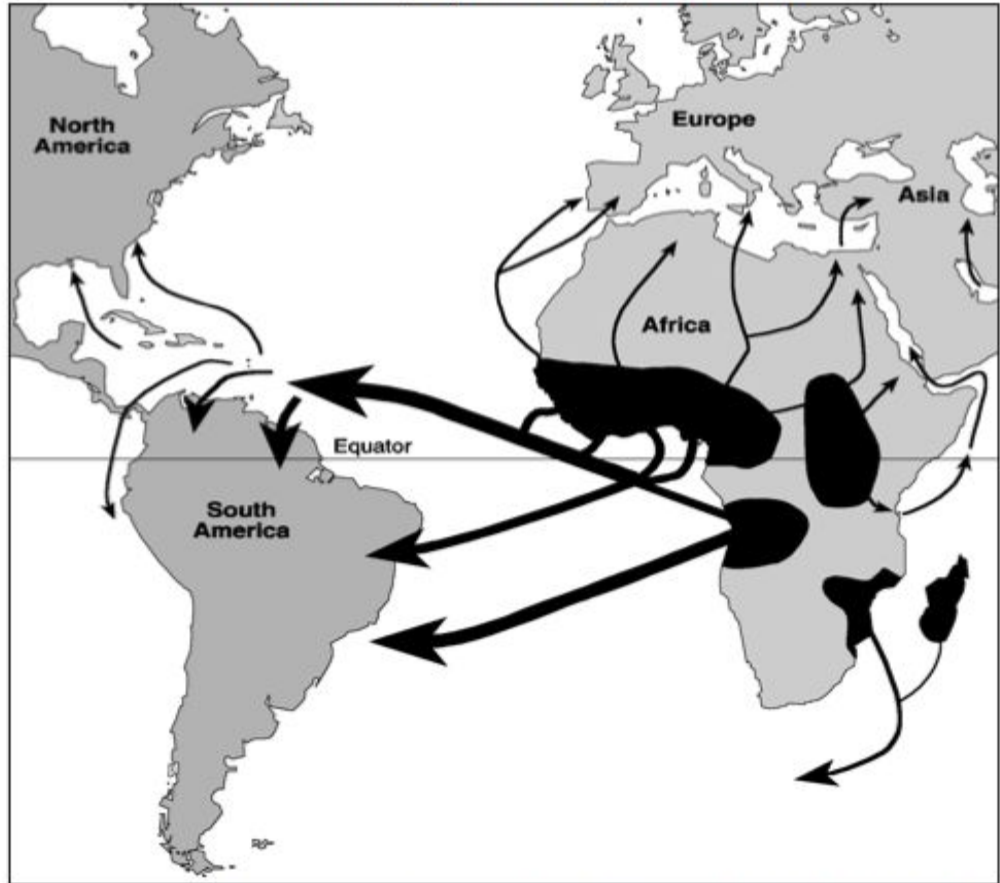 North
America
Europe
Asia
Africa
Equator
South
America